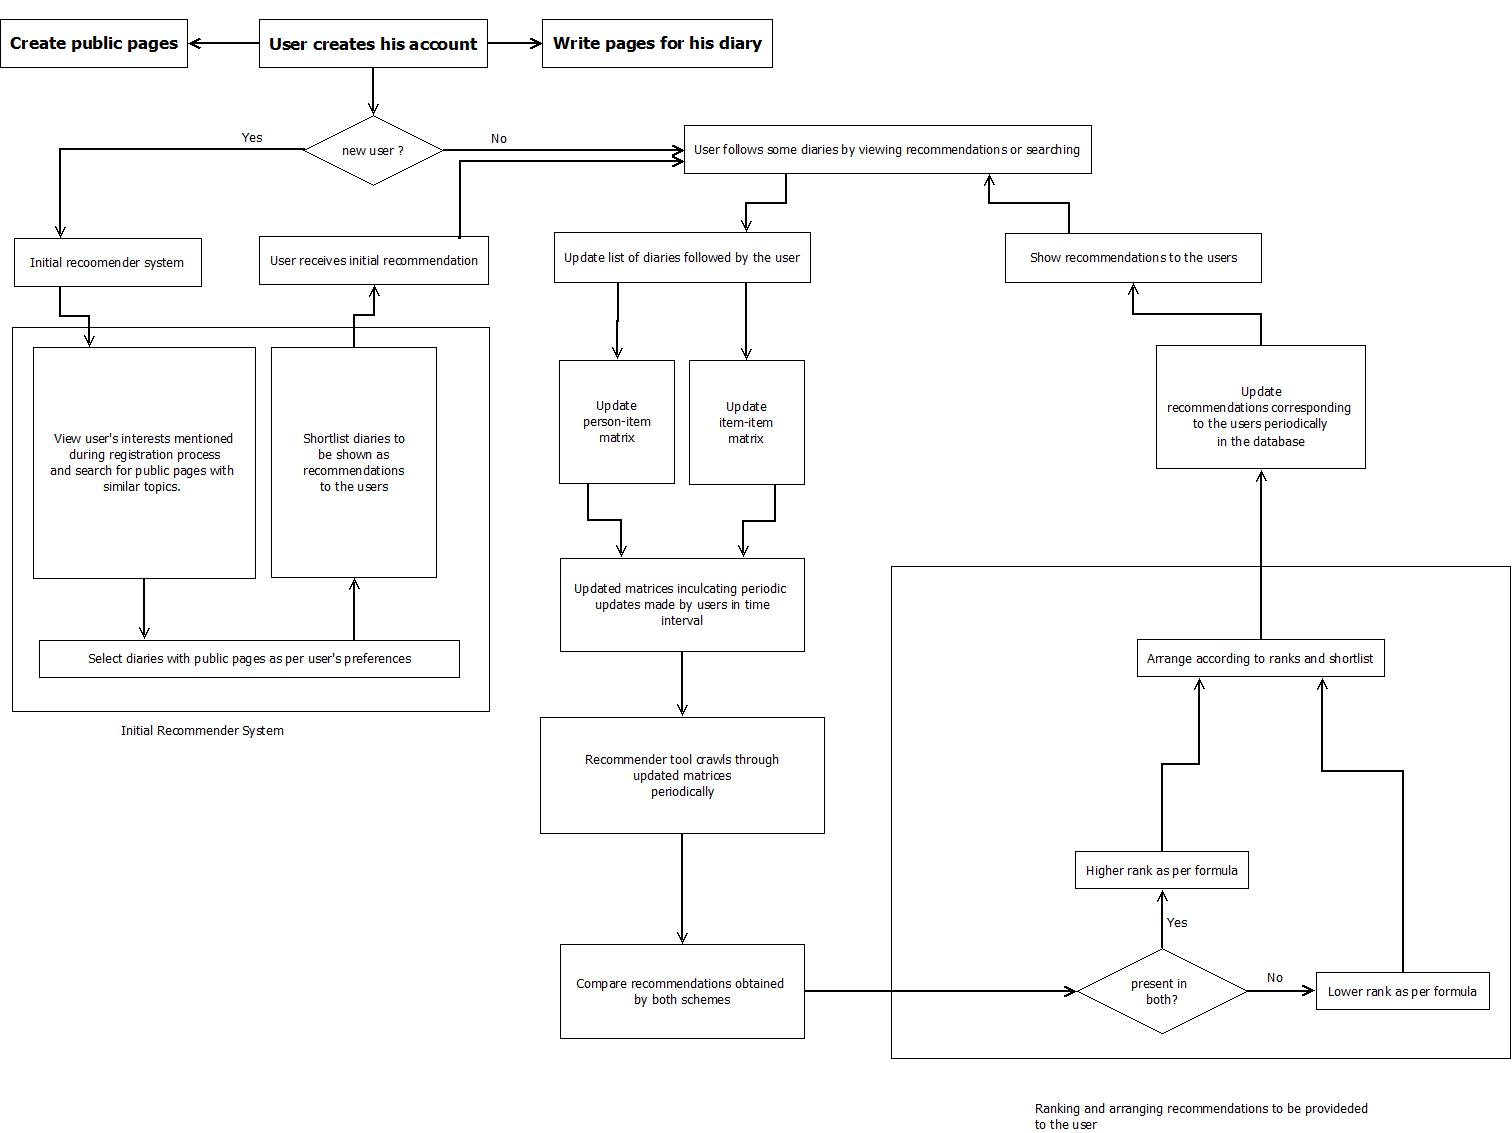 Create public pages
User creates his account
Write pages for his diary
Yes
new user ?
No
User follows some diaries by viewing recommendations or searching
Initial recoomender system
User receives initial recommendation
Update list of diaries followed by the user
Show recommendations to the users
View user's interests mentioned
during registration process
and search for public pages with
similar topics.
Shortlist diaries to
be shown as
recommendations
to the users
Update
person-item
matrix
Update
item-item
matrix
Update
recommendations corresponding
to the users periodically
in the database
Select diaries with public pages as per user's preferences
Initial Recommender System
Updated matrices inculcating periodic
updates made by users in time
interval
Recommender tool crawls through
updated matrices
periodically
Compare recommendations obtained
by both schemes
Arrange according to ranks and shortlist
Higher rank as per formula
Yes
present in
both?
No
Lower rank as per formula
Ranking and arranging recommendations to be provideded
to the user